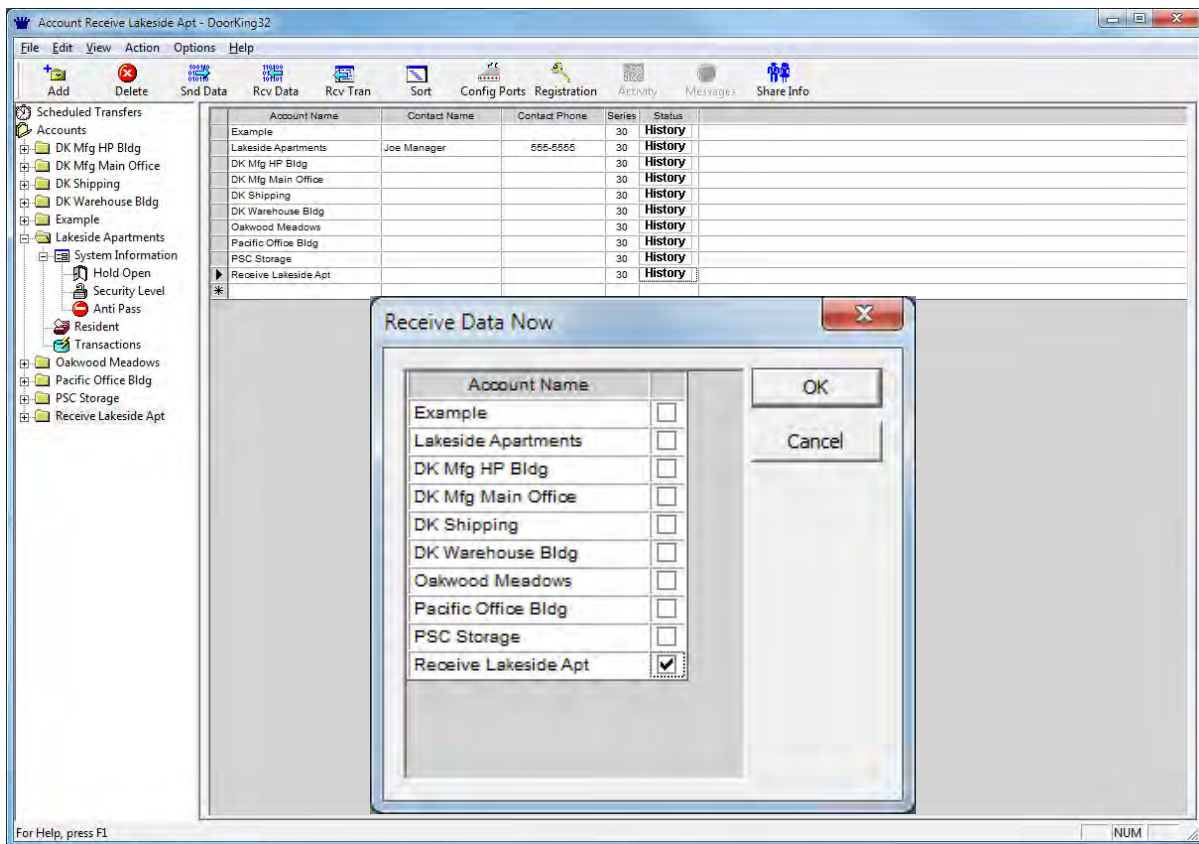 Account Receive Lakeside Apt - DoorKing32
File Edit View Action Options Help
Add Delete Snd Data Rcv Data Rcv Tran Sort Config Ports Registration Activity Messages Share Info
Scheduled Transfers
Accounts
DK Mfg HP Bldg
DK Mfg Main Office
DK Shipping
DK Warehouse Bldg
Example
Lakeside Apartments
System Information
Hold Open
Security Level
Anti Pass
Resident
Transactions
Oakwood Meadows
Pacific Office Bldg
PSC Storage
Receive Lakeside Apt
Account Name Contact Name Contact Phone Series Status
Example 30 History
Lakeside Apartments Joe Manager 555-5555 30 History
DK Mfg HP Bldg 30 History
DK Mfg Main Office 30 History
DK Shipping 30 History
DK Warehouse Bldg 30 History
Oakwood Meadows 30 History
Pacific Office Bldg 30 History
PSC Storage 30 History
Receive Lakeside Apt 30 History
Receive Data Now
Account Name
Example
Lakeside Apartments
DK Mfg HP Bldg
DK Mfg Main Office
DK Shipping
DK Warehouse Bldg
Oakwood Meadows
Pacific Office Bldg
PSC Storage
Receive Lakeside Apt
OK
Cancel
For Help, press F1
NUM